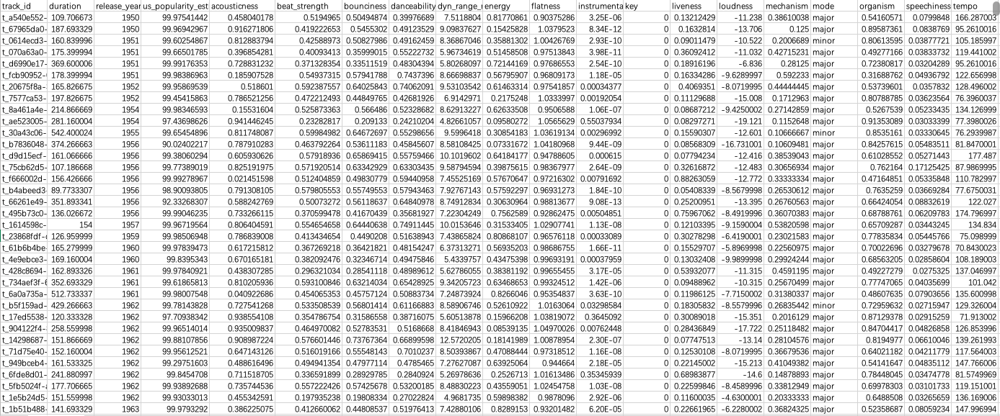 track_id duration release_year us_popularity_est acousticness beat_strength bounciness danceability dyn_range_ energy flatness instrumenta key liveness loudness mechanism mode organism speechiness tempo
t_a540e552- 109.706673 1950 99.97541442 0.458040178 0.5194965 0.50494874 0.39976689 7.5118804 0.81770861 0.90375286 3.25E-06 0 0.13212429 -11.238 0.38610038 major 0.54160571 0.0799848 166.287003
t_67965da0- 187.693329 1950 99.96942967 0.916271806 0.419222653 0.5455302 0.49123529 9.09837627 0.15425828 1.0379523 8.34E-12 0 0.1632814 -13.706 0.125 major 0.89587361 0.0838769 95.2610016
t_0614ecd3- 160.839996 1951 99.60254867 0.812883794 0.42588973 0.50827986 0.49162459 8.36867046 0.35881302 1.00426769 2.93E-10 0 0.09011479 -10.522 0.2006689 minor 0.80613595 0.03877721 105.185997
t_070a63a0- 175.399994 1951 99.66501785 0.396854281 0.40093413 0.35999015 0.55222732 5.96734619 0.51458508 0.97513843 3.98E-11 0 0.36092412 -11.032 0.42715231 major 0.49277166 0.03833732 119.441002
t_d6990e17- 369.600006 1951 99.99176353 0.728831232 0.371328354 0.33511519 0.48304394 5.80268097 0.72144169 0.97686553 2.54E-10 0 0.18916196 -6.836 0.28125 major 0.72380817 0.03204289 95.2610016
t_fcb90952- 178.399994 1951 99.98386963 0.185907528 0.54937315 0.57941788 0.7437396 8.66698837 0.56795907 0.96809173 1.18E-05 0 0.16334286 -9.6289997 0.592233 major 0.31688762 0.04936792 122.656998
t_20675f8a- 165.826675 1952 99.95869539 0.518601 0.592387557 0.64025843 0.74062091 9.53103542 0.61463314 0.97541857 0.00034377 0 0.4069351 -8.0719995 0.44444445 major 0.53739601 0.0357832 128.496002
t_7577ca53- 197.826675 1952 99.45415863 0.786521256 0.472212493 0.44849765 0.42681926 6.9142971 0.2175248 1.0333997 0.00192054 0 0.11129688 -15.008 0.1712963 major 0.80788785 0.03623564 76.3960037
t_8a461a4e- 214.866669 1954 99.98346593 0.15531604 0.525873363 0.566486 0.52328682 8.62913227 0.62633508 0.9506588 1.06E-07 0 0.08687212 -9.4250002 0.27142859 major 0.5267539 0.05233435 134.126999
t_ae523005- 281.160004 1954 97.43698626 0.941446245 0.23282817 0.209133 0.24210204 4.82661057 0.09580272 1.0566529 0.55037934 0 0.08297271 -19.121 0.1152648 major 0.91353089 0.03033399 77.3980026
t_30a43c06- 542.400024 1955 99.65454896 0.811748087 0.59984982 0.64672697 0.55298656 9.5996418 0.30854183 1.03619134 0.00296992 0 0.15590307 -12.601 0.10666667 minor 0.8535161 0.03330645 76.2939987
t_b7836048- 374.266663 1956 90.02402217 0.787910283 0.463792264 0.53611183 0.45845607 8.58108425 0.07331672 1.04180968 9.44E-09 0 0.08568309 -16.731001 0.10609481 major 0.84257615 0.05483511 81.8470001
t_d9d15ecf- 161.066666 1956 99.38060294 0.605930626 0.57918936 0.65869415 0.55759466 10.1019602 0.64184177 0.94788605 0.000615 0 0.07794234 -12.416 0.38539043 major 0.61028552 0.05271443 177.487
t_75cb62d5- 107.186668 1956 99.77389019 0.825191975 0.571920514 0.63342929 0.63303435 9.58794594 0.39875615 0.98387977 2.64E-09 0 0.32616872 -12.483 0.30656934 major 0.762164 0.17125425 87.9869995
t_f666002d- 156.426666 1956 99.99278967 0.021451598 0.512404859 0.49830779 0.59440958 7.45525169 0.57670647 0.97216302 0.00791692 0 0.88263059 -12.772 0.33333334 major 0.47164851 0.05335848 110.782997
t_b4abeed3- 89.7733307 1956 98.90093805 0.791308105 0.579805553 0.55749553 0.57943463 7.92767143 0.57592297 0.96931273 1.84E-10 0 0.05408339 -8.5679998 0.26530612 major 0.7635259 0.03669284 77.6750031
t_66261e49- 351.893341 1956 92.33268307 0.588242769 0.50073272 0.56118637 0.64840978 8.74912834 0.30630964 0.98813677 9.08E-13 0 0.25200951 -13.395 0.26760563 major 0.66424054 0.08832619 122.027
t_495b73c0- 136.026672 1956 99.99046235 0.733266115 0.370599478 0.41670439 0.35681927 7.22304249 0.7562589 0.92862475 0.00504851 0 0.75967062 -8.4919996 0.36070383 major 0.68788761 0.06209783 174.796997
t_1614598c- 154 1957 99.96719564 0.806404591 0.554654568 0.64440638 0.74911445 10.0153646 0.31533405 1.02907741 1.13E-08 0 0.12103395 -9.1590004 0.53820598 major 0.65709287 0.03443245 134.834
t_23868fdf- 126.959999 1959 99.98506948 0.786839008 0.413434654 0.4490208 0.51638943 7.43865824 0.80868107 0.96576118 0.00033089 0 0.30278298 -6.4190001 0.23021583 major 0.77835834 0.05445766 75.098999
t_61b6b4be- 165.279999 1960 99.97839473 0.617215812 0.367269218 0.36421821 0.48154247 6.37313271 0.56935203 0.98686755 1.66E-11 0 0.15529707 -5.8969998 0.22560975 major 0.70022696 0.03279678 70.8430023
t_4e9ebce3- 169.160004 1960 99.8395343 0.670165181 0.382092476 0.32346714 0.49475846 5.4339757 0.43475398 0.99693191 0.00037959 0 0.13032408 -9.9899998 0.29924244 major 0.68563205 0.02858604 108.189003
t_428c8694- 162.893326 1961 99.97840921 0.438307285 0.296321034 0.28541118 0.48989612 5.62786055 0.38381192 0.99655455 3.17E-05 0 0.53932077 -11.315 0.4591195 major 0.49227279 0.0275325 137.046997
t_734aef3f-6 352.693329 1961 99.61865813 0.810205936 0.593100846 0.63214034 0.65428925 9.34205723 0.63468653 0.99324512 1.42E-06 0 0.09488962 -10.315 0.25670499 major 0.77747065 0.04035699 101.042
t_6a0a735a- 512.733337 1961 99.98007548 0.040922686 0.454065353 0.45757124 0.50883734 7.24873924 0.8266046 0.95354837 3.63E-10 0 0.11986125 -7.7150002 0.31380337 major 0.48607635 0.07903656 135.600998
t_b5f159ad- 429.266663 1962 99.78143828 0.727541268 0.533508539 0.56801414 0.61166883 8.58906746 0.52610922 1.0163064 0.03298584 0 0.18305832 -8.5579996 0.26835442 minor 0.72959632 0.02715947 129.326004
t_17ed5538- 120.333328 1962 97.70938342 0.938554108 0.354786754 0.31586558 0.38716075 5.60513878 0.15966208 1.03819072 0.3645092 0 0.30089018 -15.351 0.2016129 major 0.87129378 0.02915259 71.913002
t_904122f4- 258.559998 1962 99.96514014 0.935009837 0.464970082 0.52783531 0.5168668 8.41846943 0.08539135 1.04970026 0.00762448 0 0.28436849 -17.722 0.25118482 major 0.84704417 0.04826858 126.853996
t_14298687- 151.866669 1962 99.88107856 0.908987224 0.576601446 0.73767364 0.66899598 12.5720205 0.18141989 1.00878954 2.30E-07 0 0.07747513 -13.14 0.28104576 major 0.8194977 0.06610046 139.261993
t_71d75e40- 152.160004 1962 99.95612521 0.647143126 0.516019166 0.55548143 0.7010237 8.50393867 0.47088444 0.97318512 1.16E-08 0 0.12530108 -8.0719995 0.36679536 major 0.64021182 0.04211779 117.564003
t_949bceb4- 161.533325 1962 99.29751603 0.488616496 0.494941354 0.47977114 0.5485765 7.27627087 0.63925064 0.944664 2.18E-05 0 0.22145002 -15.213 0.41049382 major 0.54141647 0.04835112 147.766006
t_6fde8d01- 241.880997 1962 99.8454708 0.711518705 0.336591899 0.28929785 0.2840924 5.26978636 0.2526713 1.01613486 0.35345939 0 0.68983877 -14.6 0.14878893 major 0.78448045 0.03474778 81.5749969
t_5fb5024f- 177.706665 1962 99.93892688 0.735744536 0.557222426 0.57425678 0.53200185 8.48830223 0.43559051 1.02454758 1.03E-08 0 0.22599846 -8.4589996 0.33812949 major 0.69978303 0.03101733 119.151001
t_1e5b24d5- 151.559998 1962 99.93033013 0.455342591 0.197935238 0.19808334 0.27022824 4.9681735 0.59898382 0.9878096 2.92E-06 0 0.11600035 -4.6300001 0.20333333 major 0.6488508 0.03265659 136.169006
t_1b51b488- 141.693329 1963 99.9793292 0.386225075 0.412660062 0.44807518 0.51976413 7.42880106 0.8289153 0.93201482 6.20E-05 0 0.22661965 -6.2280002 0.36824325 major 0.52358687 0.08059214 147.996994